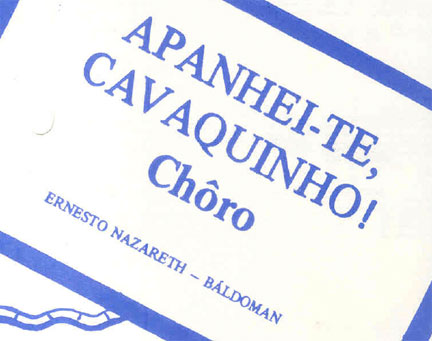 APANHEI-TE,
CAVAQUINHO!
Chôro
ERNESTO NAZARETH – BÁLDOMAN